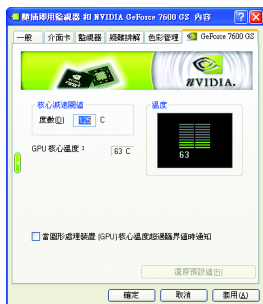 隨插即用監視器 和 NVIDIA GeForce 7600 GS 內容
一般 介面卡 監視器 疑難排解 色彩管理 GeForce 7600 GS
NVIDIA.
核心減速閾值
度數(D) 125 C
溫度
63
GPU 核心溫度： 63 C
當圖形處理裝置 (GPU) 核心溫度超過臨界值時通知
還原預設值(R)
確定 取消 套用(A)